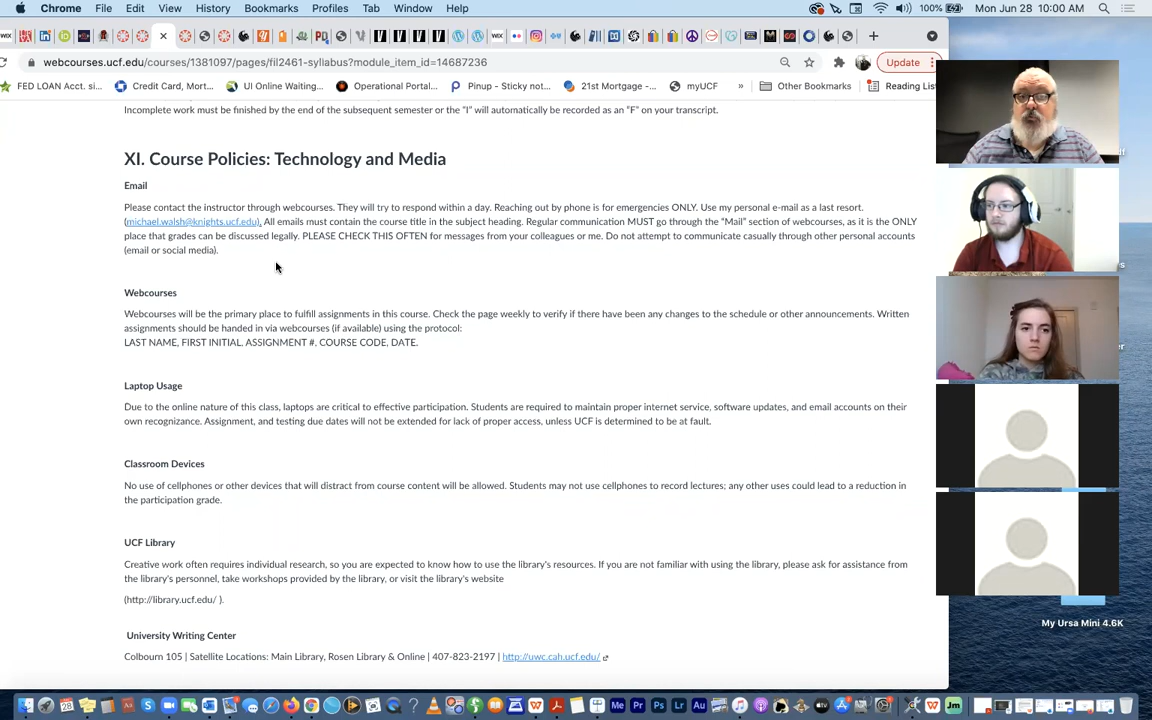 Chrome File Edit View History Bookmarks Profiles Tab Window Help 100% Mon Jun 28 10:00 AM
webcourses.ucf.edu/courses/1381097/pages/fil2461-syllabus?module_item_id=14687236 Update
FED LOAN Acct. si... Credit Card, Mort... UI Online Waiting... Operational Portal... Pinup - Sticky not... 21st Mortgage -... myUCF » Other Bookmarks Reading List
Incomplete work must be finished by the end of the subsequent semester or the "I" will automatically be recorded as an "F" on your transcript.
XI. Course Policies: Technology and Media
Email
Please contact the instructor through webcourses. They will try to respond within a day. Reaching out by phone is for emergencies ONLY. Use my personal e-mail as a last resort.
(michael.walsh@knights.ucf.edu). All emails must contain the course title in the subject heading. Regular communication MUST go through the "Mail" section of webcourses, as it is the ONLY
place that grades can be discussed legally. PLEASE CHECK THIS OFTEN for messages from your colleagues or me. Do not attempt to communicate casually through other personal accounts
(email or social media).
Webcourses
Webcourses will be the primary place to fulfill assignments in this course. Check the page weekly to verify if there have been any changes to the schedule or other announcements. Written
assignments should be handed in via webcourses (if available) using the protocol:
LAST NAME, FIRST INITIAL, ASSIGNMENT #, COURSE CODE, DATE.
Laptop Usage
Due to the online nature of this class, laptops are critical to effective participation. Students are required to maintain proper internet service, software updates, and email accounts on their
own recognizance. Assignment, and testing due dates will not be extended for lack of proper access, unless UCF is determined to be at fault.
Classroom Devices
No use of cellphones or other devices that will distract from course content will be allowed. Students may not use cellphones to record lectures; any other uses could lead to a reduction in
the participation grade.
UCF Library
Creative work often requires individual research, so you are expected to know how to use the library's resources. If you are not familiar with using the library, please ask for assistance from
the library's personnel, take workshops provided by the library, or visit the library's website
(http://library.ucf.edu/ ).
University Writing Center
Colbourn 105 | Satellite Locations: Main Library, Rosen Library & Online | 407-823-2197 | http://uwc.cah.ucf.edu/
My Ursa Mini 4.6K